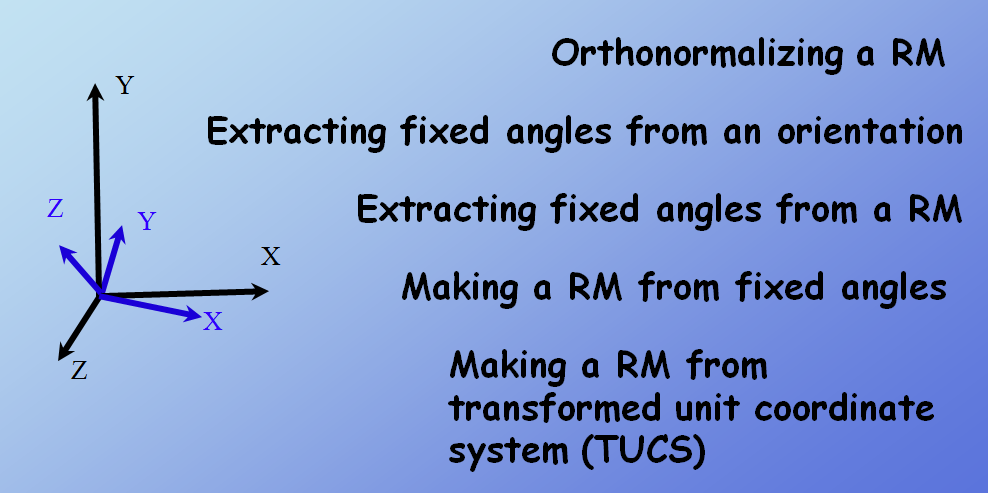 Orthonormalizing a RM
Y
Extracting fixed angles from an orientation
Z
Y
Extracting fixed angles from a RM
X
Making a RM from fixed angles
X
Z
Making a RM from
transformed unit coordinate
system (TUCS)